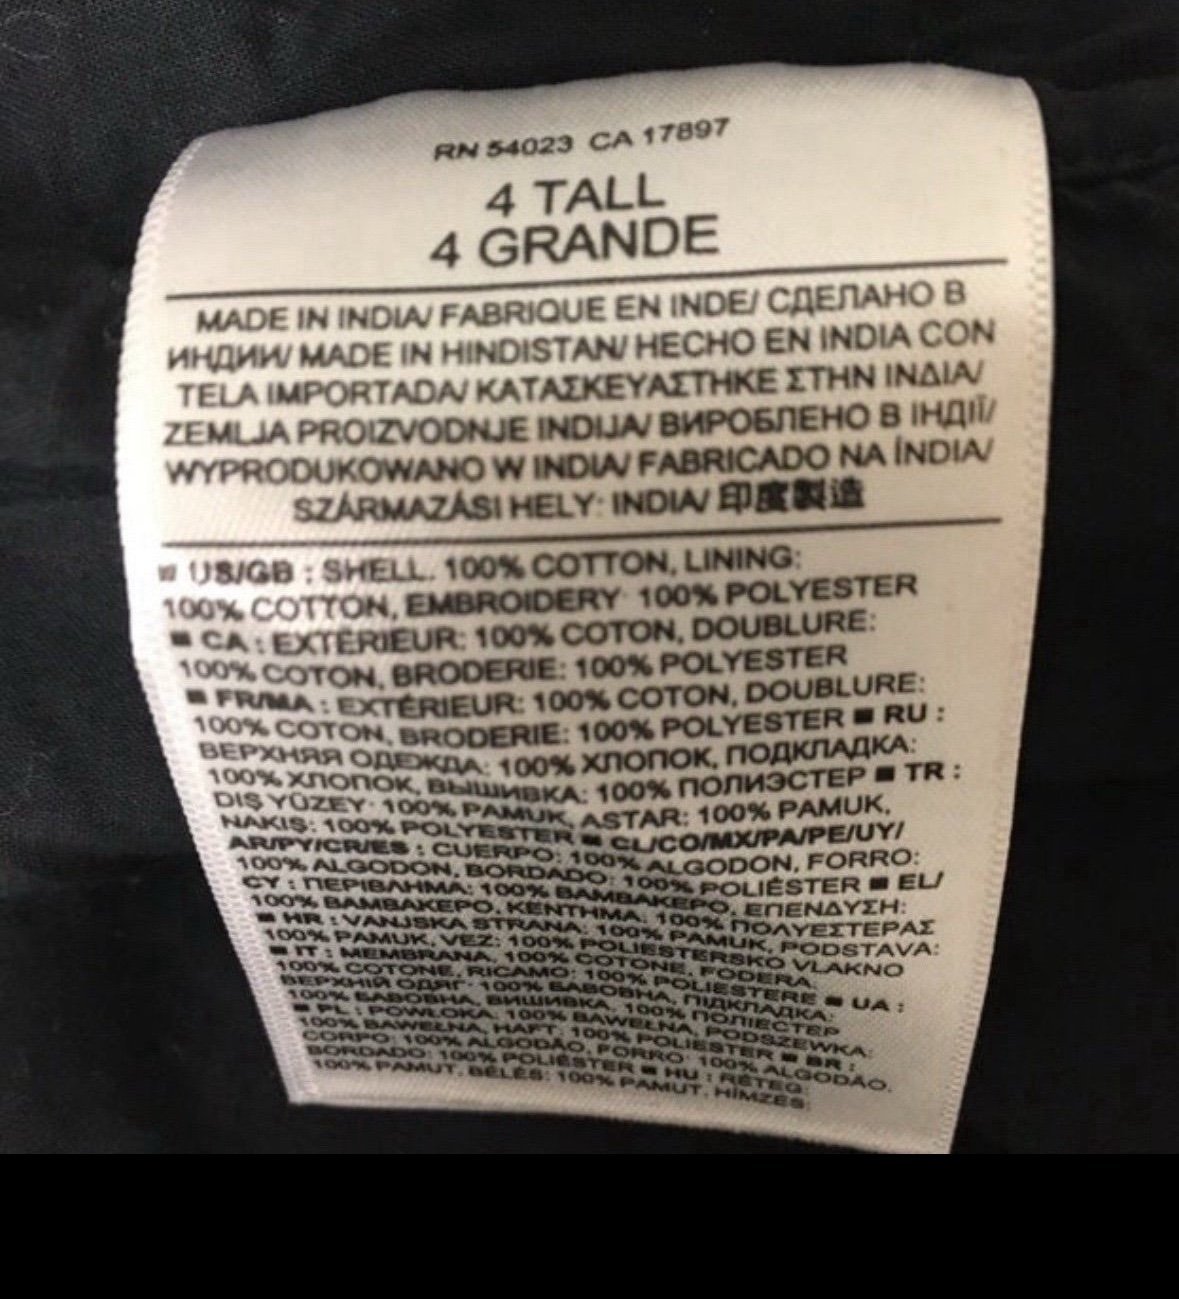 RN 54023 CA 17897
4 TALL
4 GRANDE
MADE IN INDIA/ FABRIQUE EN INDE/ СДЕЛАНО В
ИНДИИ/ MADE IN HINDISTAN/ HECHO EN INDIA CON
TELA IMPORTADA/ ΚΑΤΑΣΚΕΥΑΣΤΗΚΕ ΣΤΗΝ ΙΝΔΙΑ/
ZEMLJA PROIZVODNJE INDIJA/ ВИРОБЛЕНО В ІНДІЇ/
WYPRODUKOWANO W INDIA/ FABRICADO NA ÍNDIA/
SZÁRMAZÁSI HELY: INDIA/ 印度製造
■ US/GB : SHELL. 100% COTTON, LINING:
100% COTTON, EMBROIDERY: 100% POLYESTER
■ CA : EXTÉRIEUR: 100% COTON, DOUBLURE:
100% COTON, BRODERIE: 100% POLYESTER
■ FR/MA : EXTÉRIEUR: 100% COTON, DOUBLURE:
100% COTON, BRODERIE: 100% POLYESTER ■ RU :
ВЕРХНЯЯ ОДЕЖДА: 100% ХЛОПОК, ПОДКЛАДКА:
100% ХЛОПОК, ВЫШИВКА: 100% ПОЛИЭСТЕР ■ TR :
DIŞ YÜZEY: 100% PAMUK, ASTAR: 100% PAMUK,
NAKIŞ: 100% POLYESTER ■ CL/CO/MX/PA/PE/UY/
AR/PY/CR/ES : CUERPO: 100% ALGODON, FORRO:
100% ALGODON, BORDADO: 100% POLIÉSTER ■ EL/
CY : ΠΕΡΙΒΛΗΜΑ: 100% ΒΑΜΒΑΚΕΡΟ, ΕΠΕΝΔΥΣΗ:
100% ΒΑΜΒΑΚΕΡΟ, ΚΕΝΤΗΜΑ: 100% ΠΟΛΥΕΣΤΕΡΑΣ
■ HR : VANJSKA STRANA: 100% PAMUK, PODSTAVA:
100% PAMUK, VEZ: 100% POLIESTERSKO VLAKNO
■ IT : MEMBRANA, 100% COTONE, FODERA,
100% COTONE, RICAMO: 100% POLIESTERE ■ UA :
ВЕРХНІЙ ОДЯГ: 100% БАВОВНА, ПІДКЛАДКА:
100% БАВОВНА, ВИШИВКА, 100% ПОЛІЕСТЕР
■ PL : POWŁOKA, 100% BAWEŁNA, PODSZEWKA:
100% BAWEŁNA, HAFT: 100% POLIESTER ■ BR :
CORPO: 100% ALGODÃO, FORRO: 100% ALGODÃO,
BORDADO: 100% POLIÉSTER ■ HU : RÉTEG:
100% PAMUT, BÉLÉS: 100% PAMUT, HÍMZÉS: